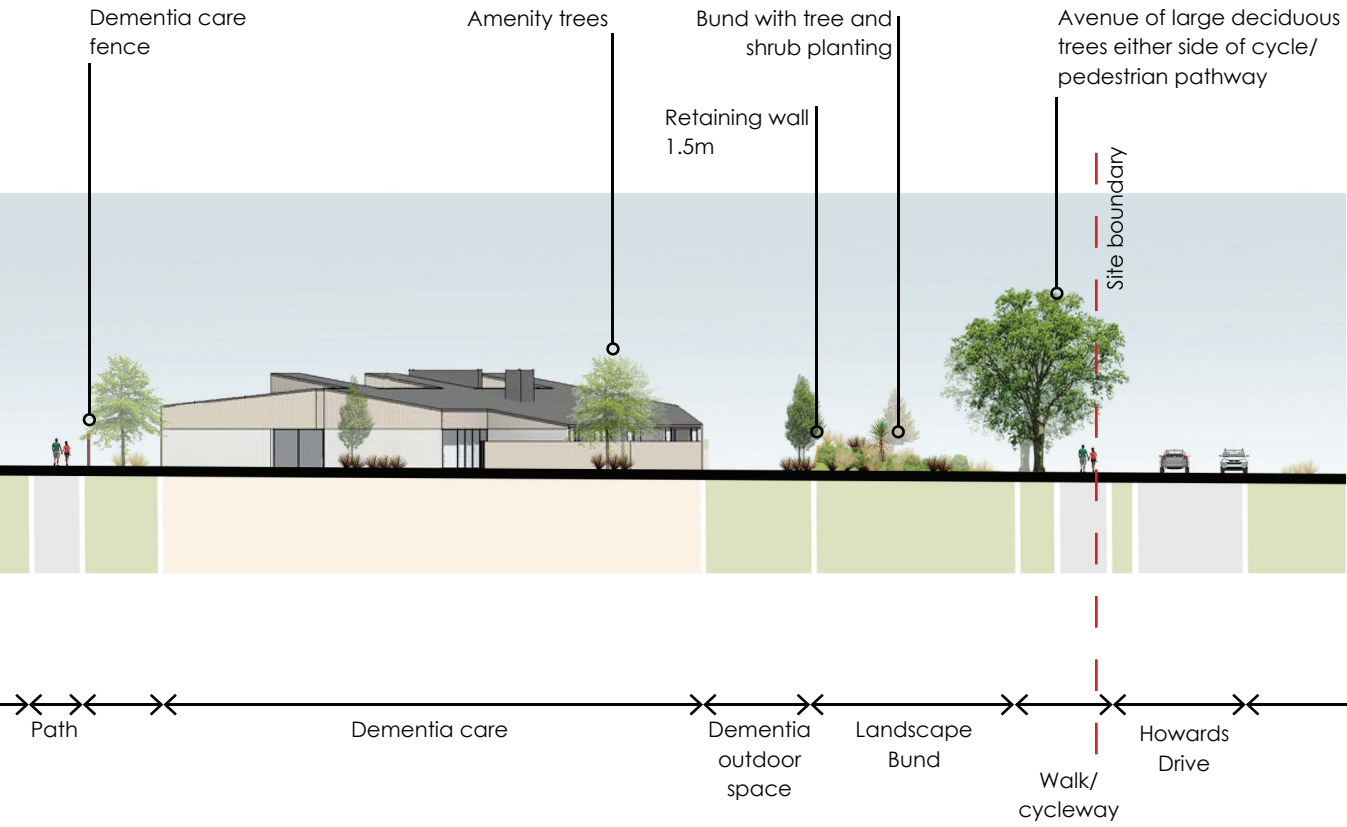 Dementia care
fence
Amenity trees
Bund with tree and
shrub planting
Avenue of large deciduous
trees either side of cycle/
pedestrian pathway
Retaining wall
1.5m
Site boundary
Path
Dementia care
Dementia
outdoor
space
Landscape
Bund
Walk/
cycleway
Howards
Drive